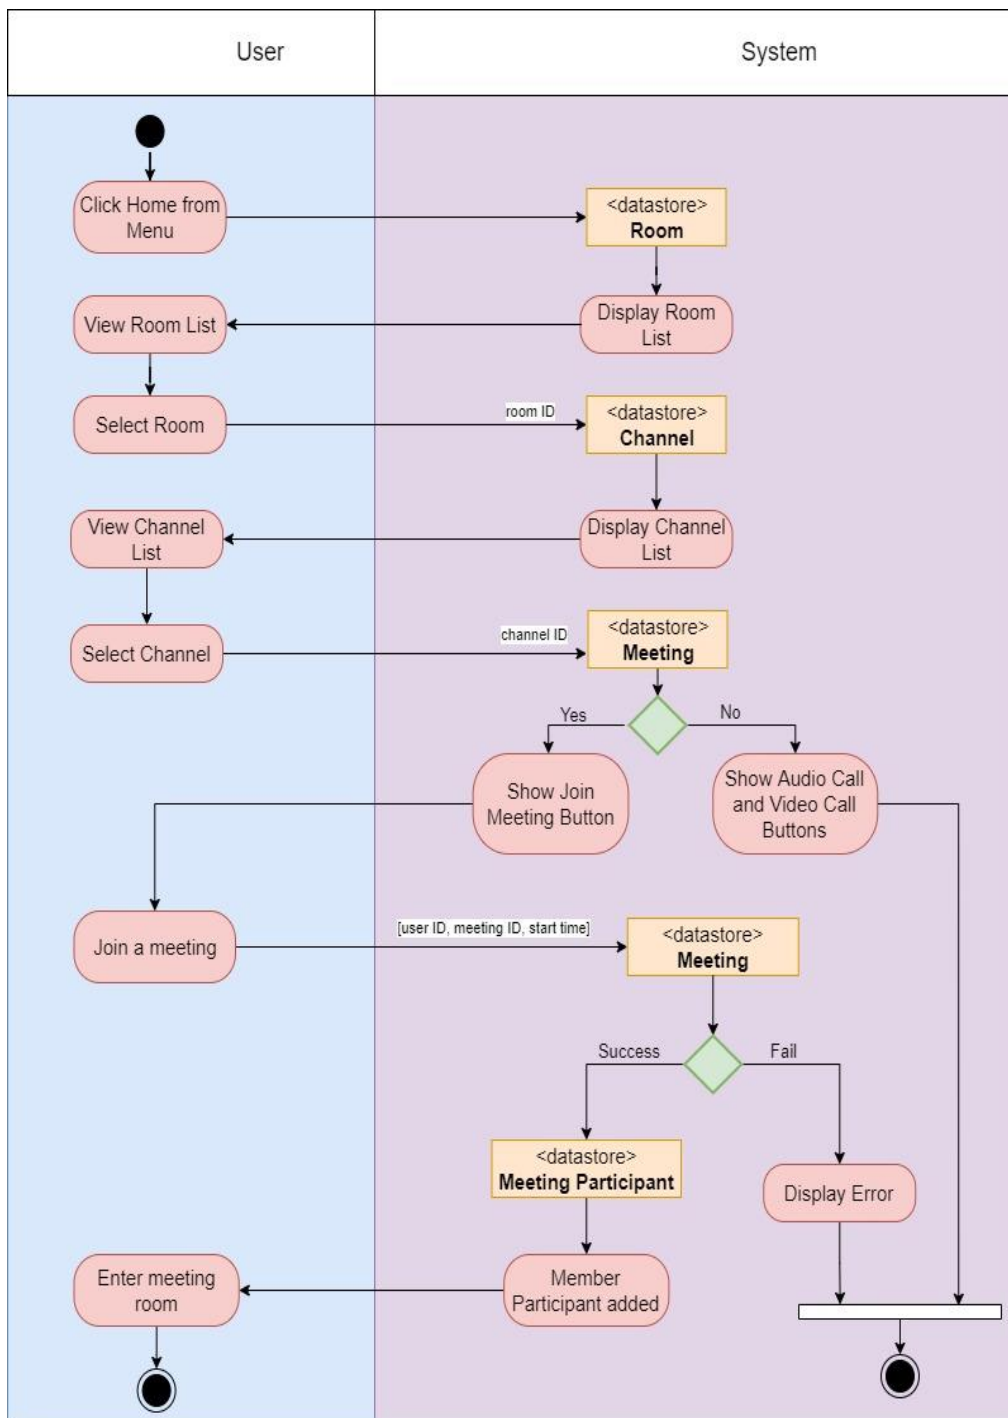 User
System
Click Home from
Menu
<datastore>
Room
View Room List
Display Room
List
Select Room
room ID
<datastore>
Channel
View Channel
List
Display Channel
List
Select Channel
channel ID
<datastore>
Meeting
Yes
No
Show Join
Meeting Button
Show Audio Call
and Video Call
Buttons
Join a meeting
[user ID, meeting ID, start time]
<datastore>
Meeting
Success
Fail
<datastore>
Meeting Participant
Display Error
Enter meeting
room
Member
Participant added